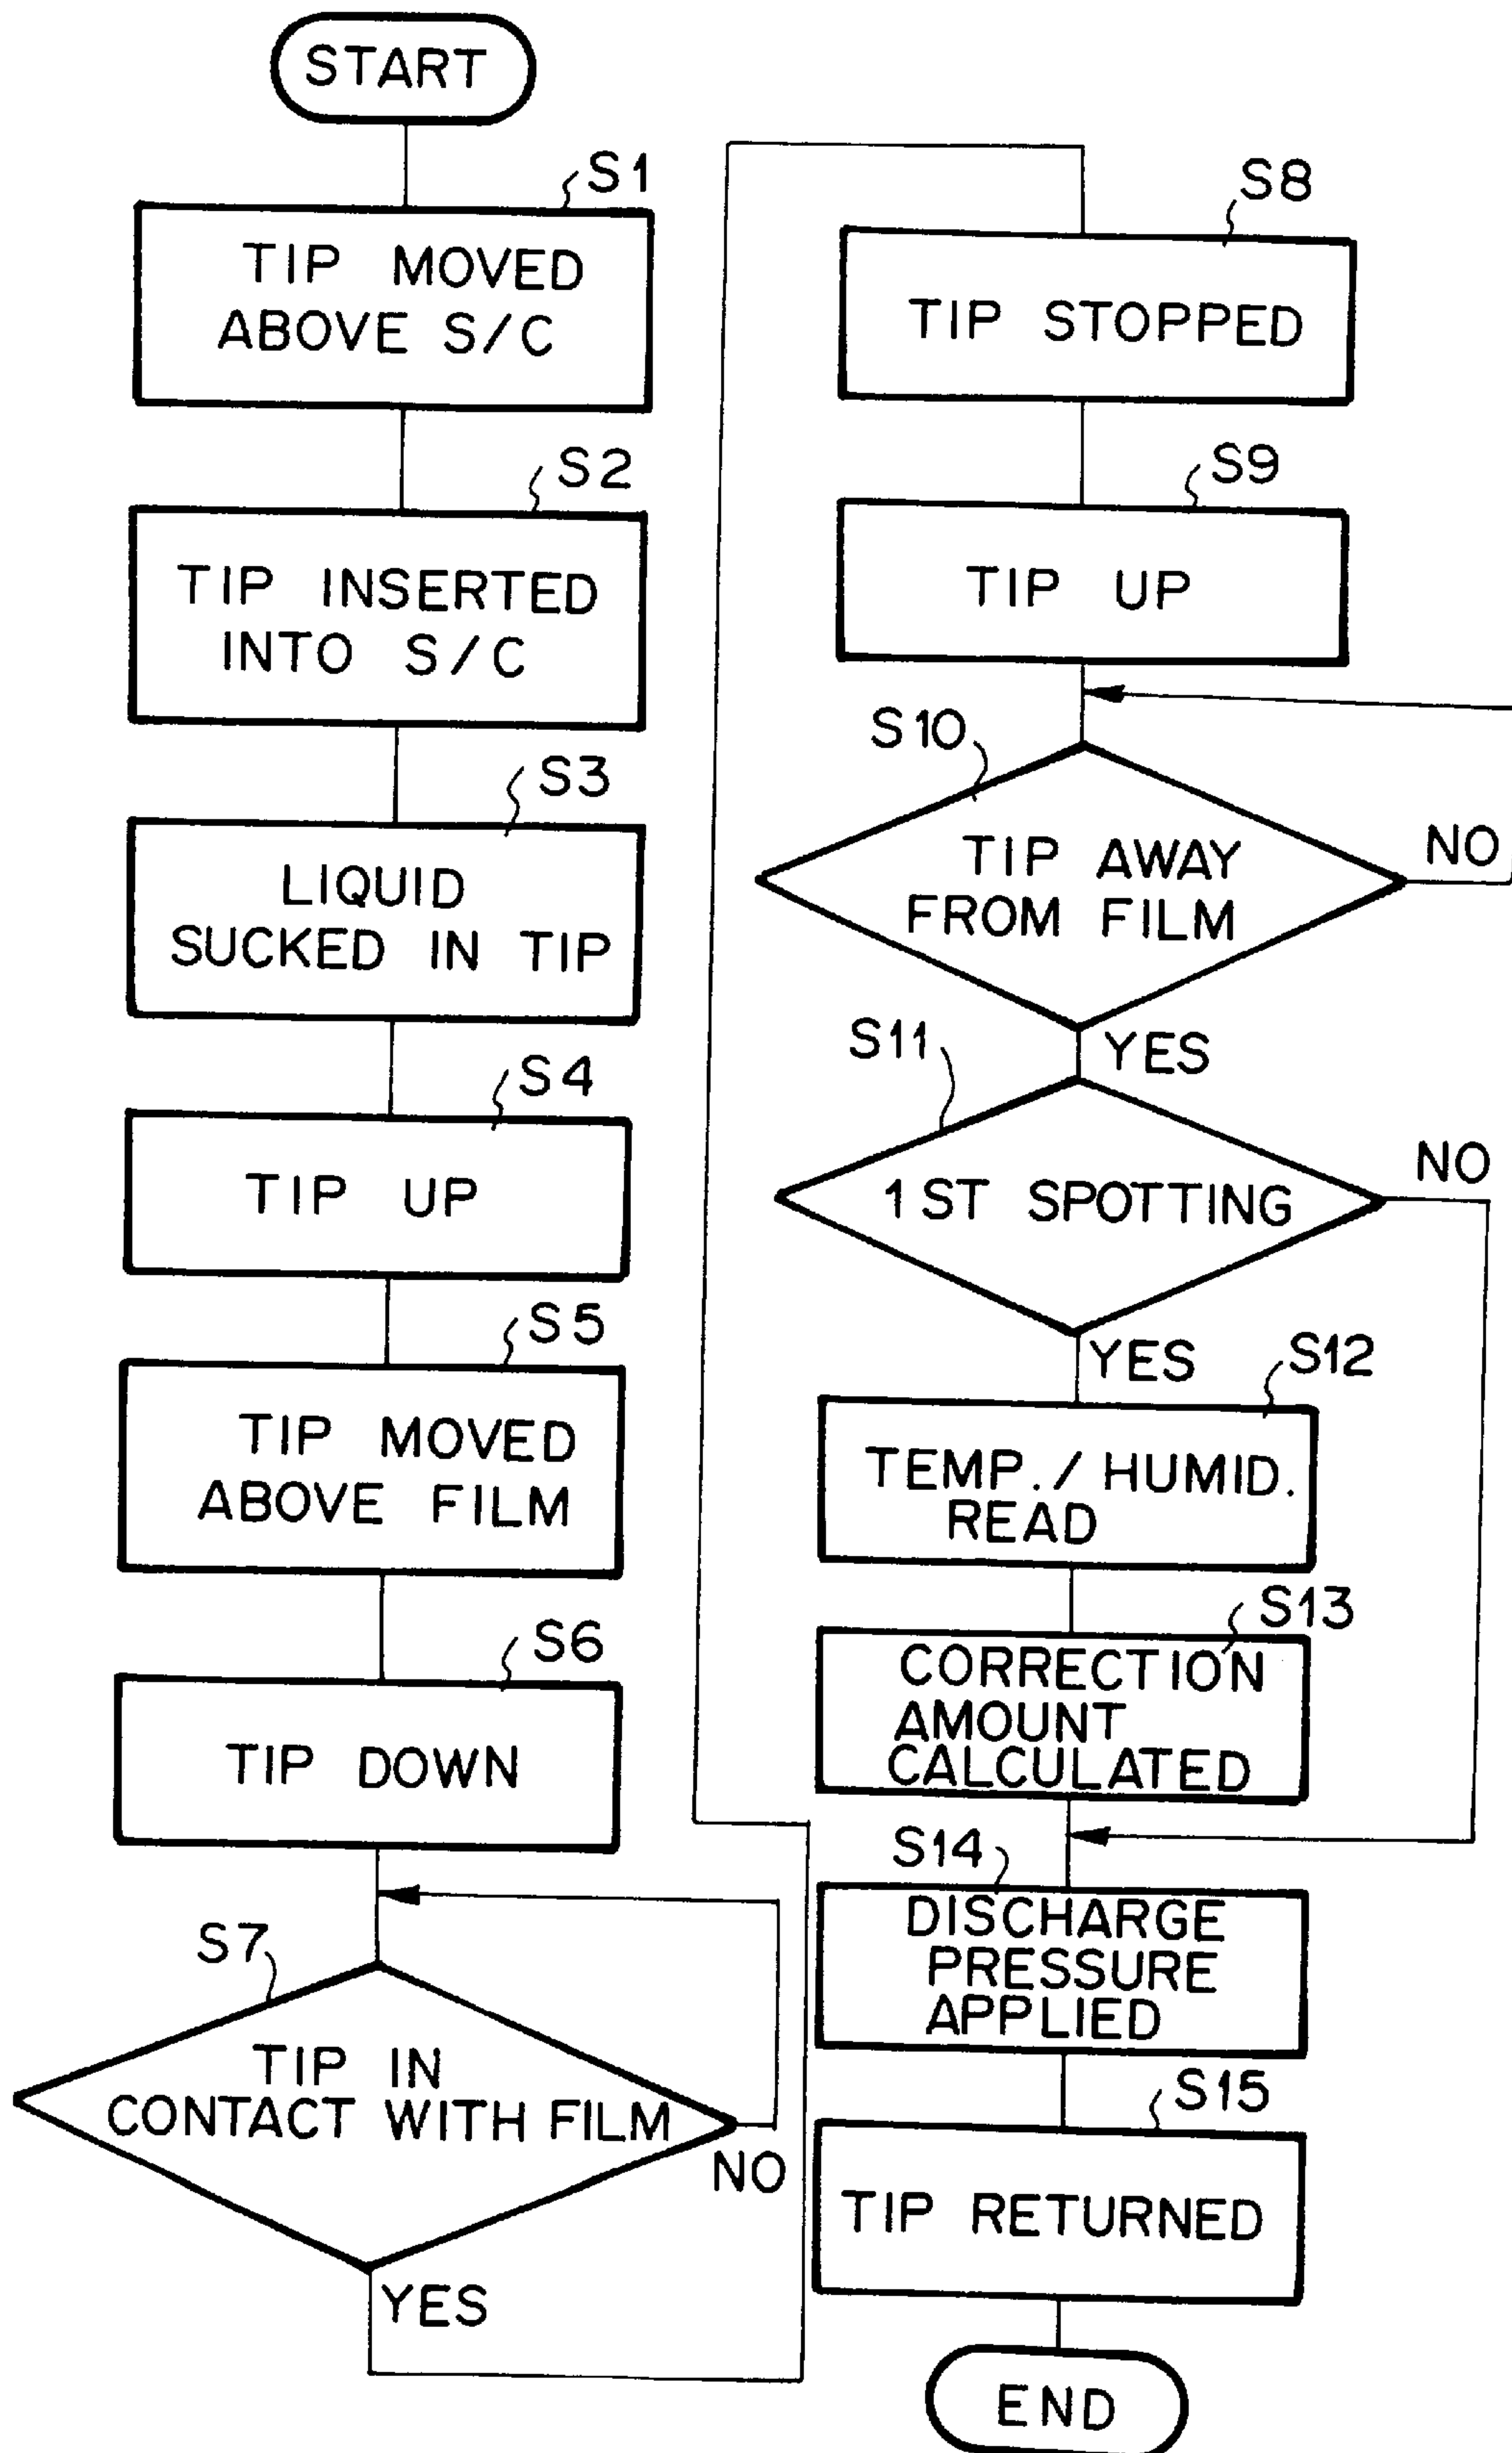 START
S1
TIP MOVED
ABOVE S/C
S2
TIP INSERTED
INTO S/C
S3
LIQUID
SUCKED IN TIP
S4
TIP UP
S5
TIP MOVED
ABOVE FILM
S6
TIP DOWN
S7
TIP IN
CONTACT WITH FILM
NO
YES
S8
TIP STOPPED
S9
TIP UP
S10
TIP AWAY
FROM FILM
NO
YES
S11
1ST SPOTTING
NO
YES
S12
TEMP./HUMID.
READ
S13
CORRECTION
AMOUNT
CALCULATED
S14
DISCHARGE
PRESSURE
APPLIED
S15
TIP RETURNED
END